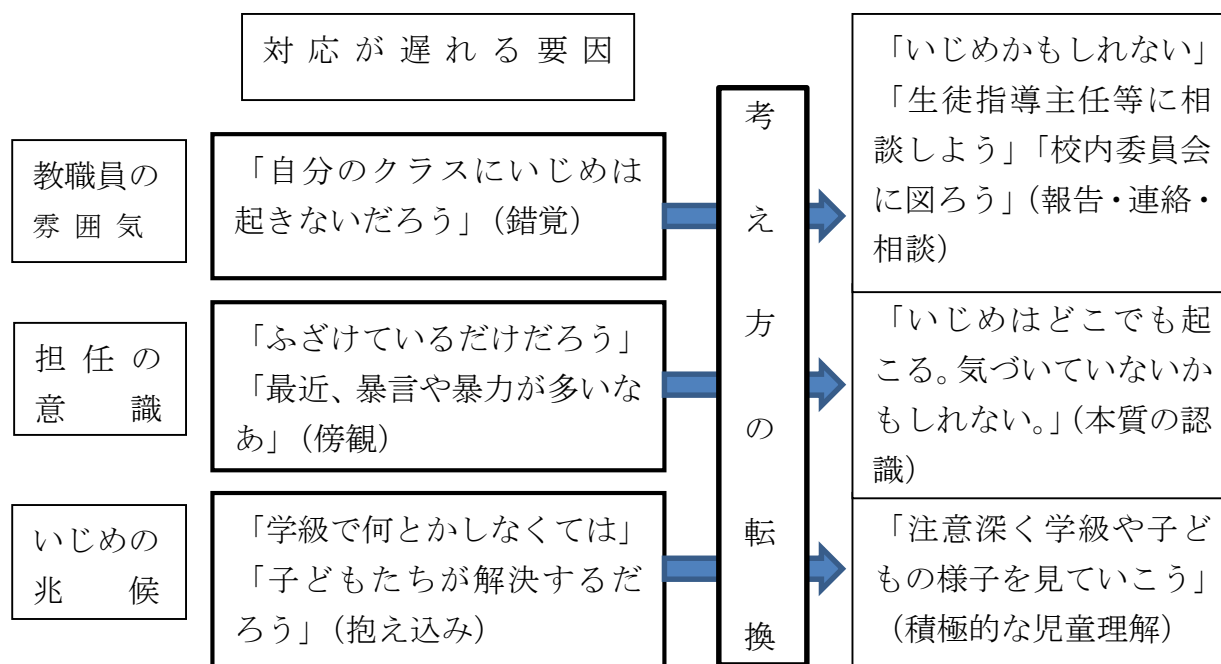 対応が遅れる要因
教職員の
雰囲気
「自分のクラスにいじめは
起きないだろう」（錯覚）
担任の
意識
「ふざけているだけだろう」
「最近、暴言や暴力が多いな
あ」（傍観）
いじめの
兆候
「学級で何とかしなくては」
「子どもたちが解決するだ
ろう」（抱え込み）
考え方の転換
「いじめかもしれない」
「生徒指導主任等に相
談しよう」「校内委員会
に図ろう」（報告・連絡・
相談）
「いじめはどこでも起
こる。気づいていないか
もしれない。」（本質の認
識）
「注意深く学級や子ど
もの様子を見ていこう」
（積極的な児童理解）